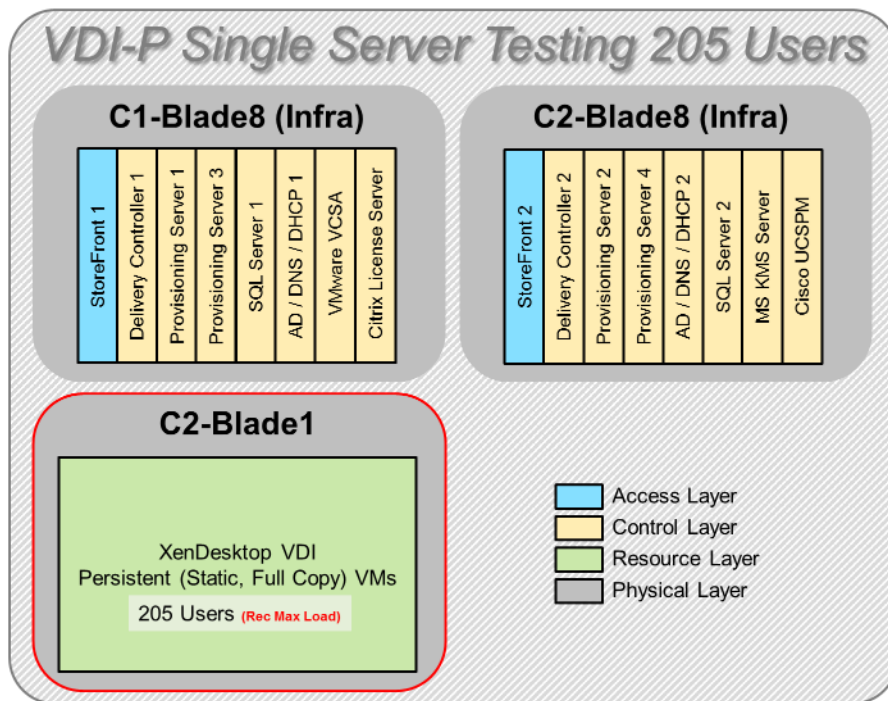 VDI-P Single Server Testing 205 Users
C1-Blade8 (Infra)
StoreFront 1
Delivery Controller 1
Provisioning Server 1
Provisioning Server 3
SQL Server 1
AD / DNS / DHCP 1
VMware VCSA
Citrix License Server
C2-Blade8 (Infra)
StoreFront 2
Delivery Controller 2
Provisioning Server 2
Provisioning Server 4
AD / DNS / DHCP 2
SQL Server 2
MS KMS Server
Cisco UCSPM
C2-Blade1
XenDesktop VDI
Persistent (Static, Full Copy) VMs
205 Users (Rec Max Load)
Access Layer
Control Layer
Resource Layer
Physical Layer